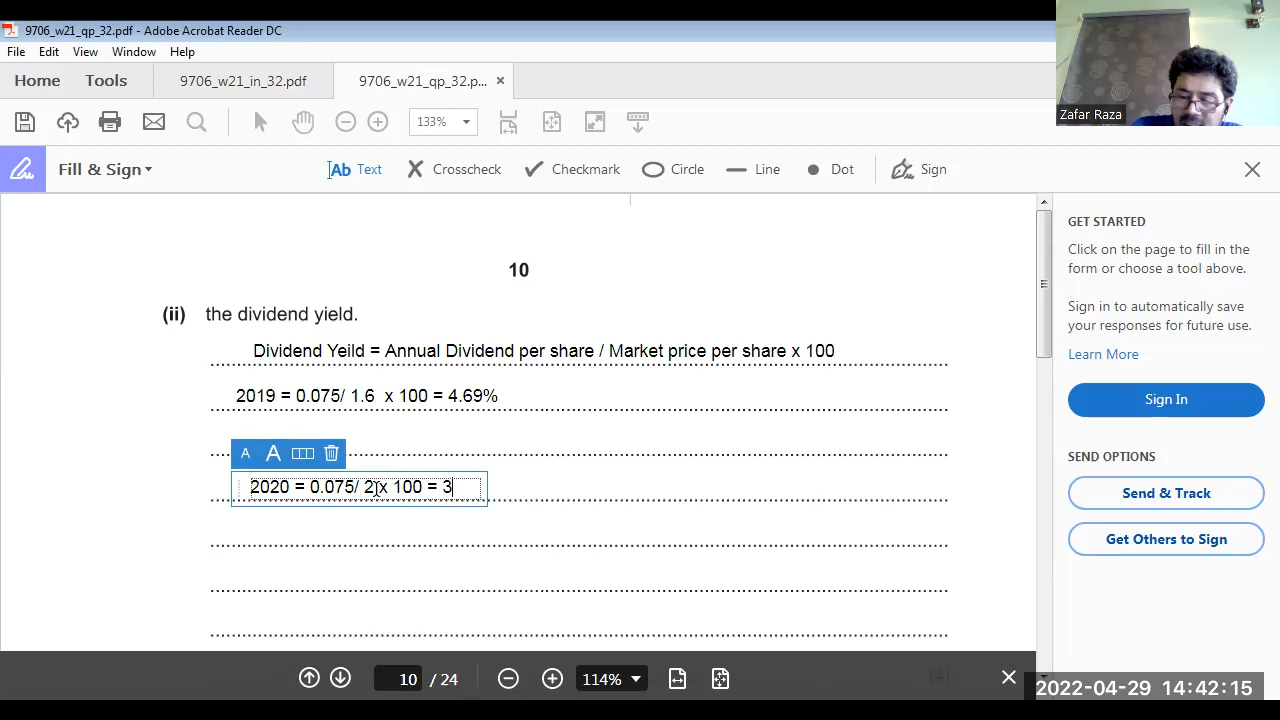 9706_w21_qp_32.pdf - Adobe Acrobat Reader DC
File Edit View Window Help
Home Tools 9706_w21_in_32.pdf 9706_w21_qp_32.p... ×
133%
Zafar Raza
Fill & Sign Ab Text Crosscheck Checkmark Circle Line Dot Sign
10
(ii) the dividend yield.
Dividend Yeild = Annual Dividend per share / Market price per share x 100
2019 = 0.075/ 1.6 x 100 = 4.69%
A A
2020 = 0.075/ 2 x 100 = 3
GET STARTED
Click on the page to fill in the
form or choose a tool above.
Sign in to automatically save
your responses for future use.
Learn More
Sign In
SEND OPTIONS
Send & Track
Get Others to Sign
10 / 24 114%
[4]
2022-04-29 14:42:15